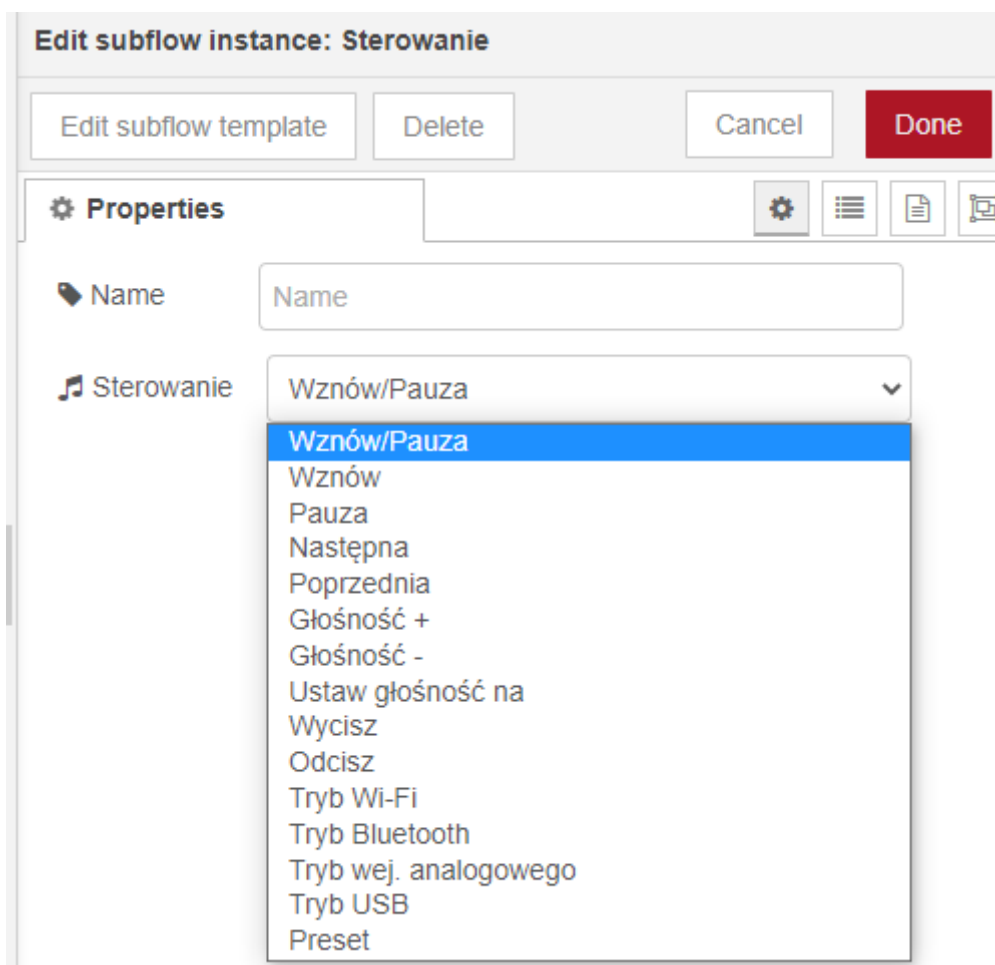 Edit subflow instance: Sterowanie
Edit subflow template Delete Cancel Done
Properties
Name Name
Sterowanie Wznów/Pauza
Wznów/Pauza
Wznów
Pauza
Następna
Poprzednia
Głośność +
Głośność -
Ustaw głośność na
Wycisz
Odcisz
Tryb Wi-Fi
Tryb Bluetooth
Tryb wej. analogowego
Tryb USB
Preset